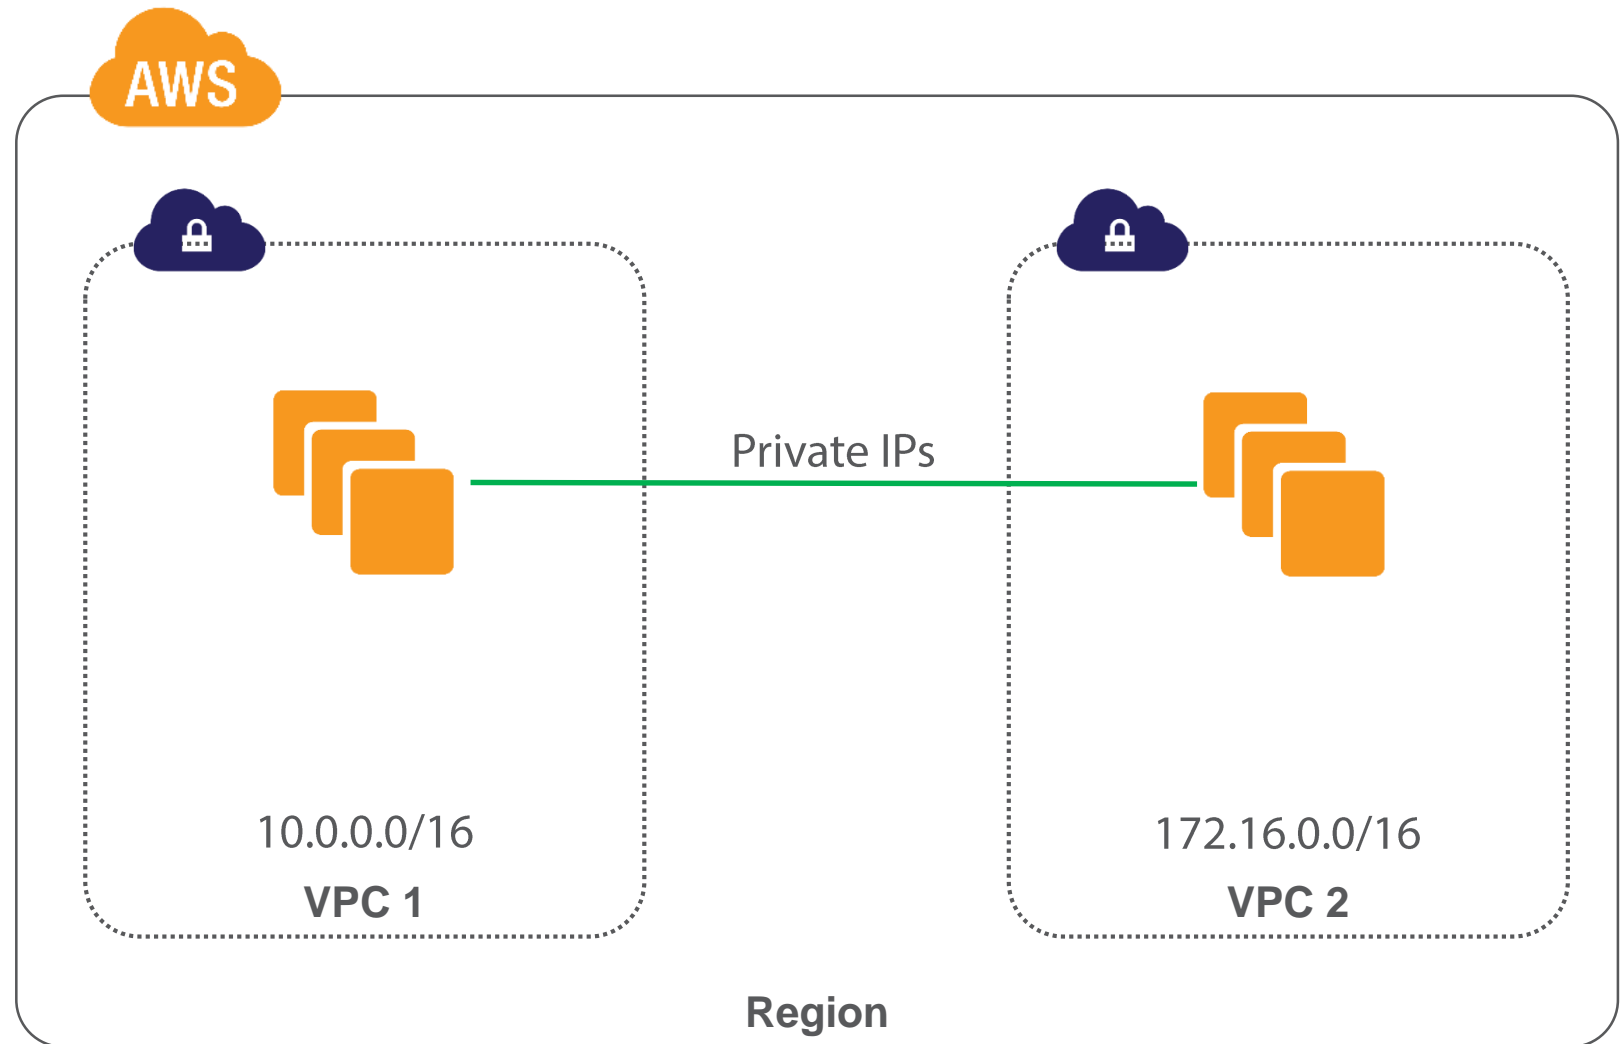 AWS
Private IPs
10.0.0.0/16
172.16.0.0/16
VPC 1
VPC 2
Region